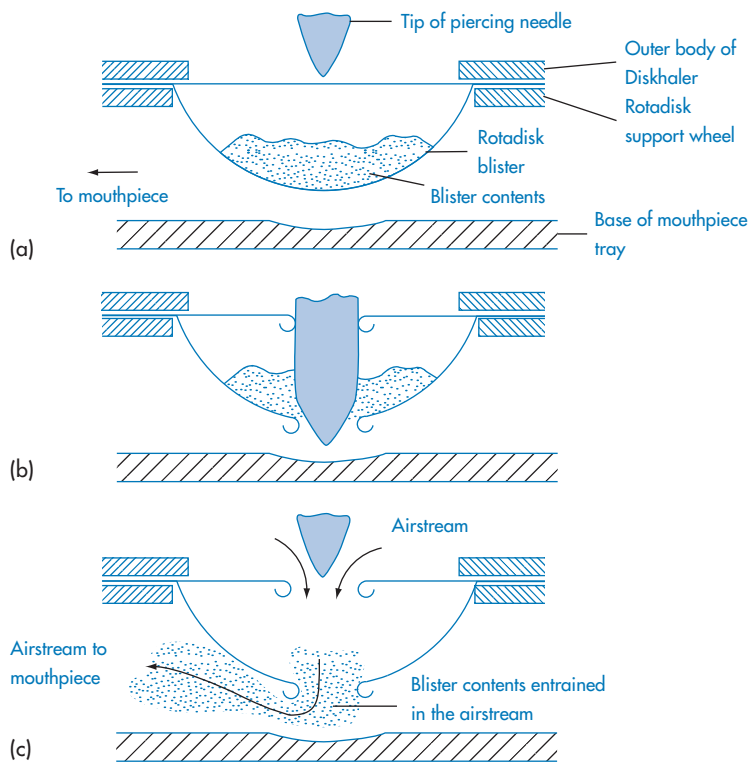 Tip of piercing needle
Outer body of
Diskhaler
Rotadisk
support wheel
Rotadisk
blister
Blister contents
To mouthpiece
Base of mouthpiece
tray
(a)
(b)
Airstream
Airstream to
mouthpiece
Blister contents entrained
in the airstream
(c)